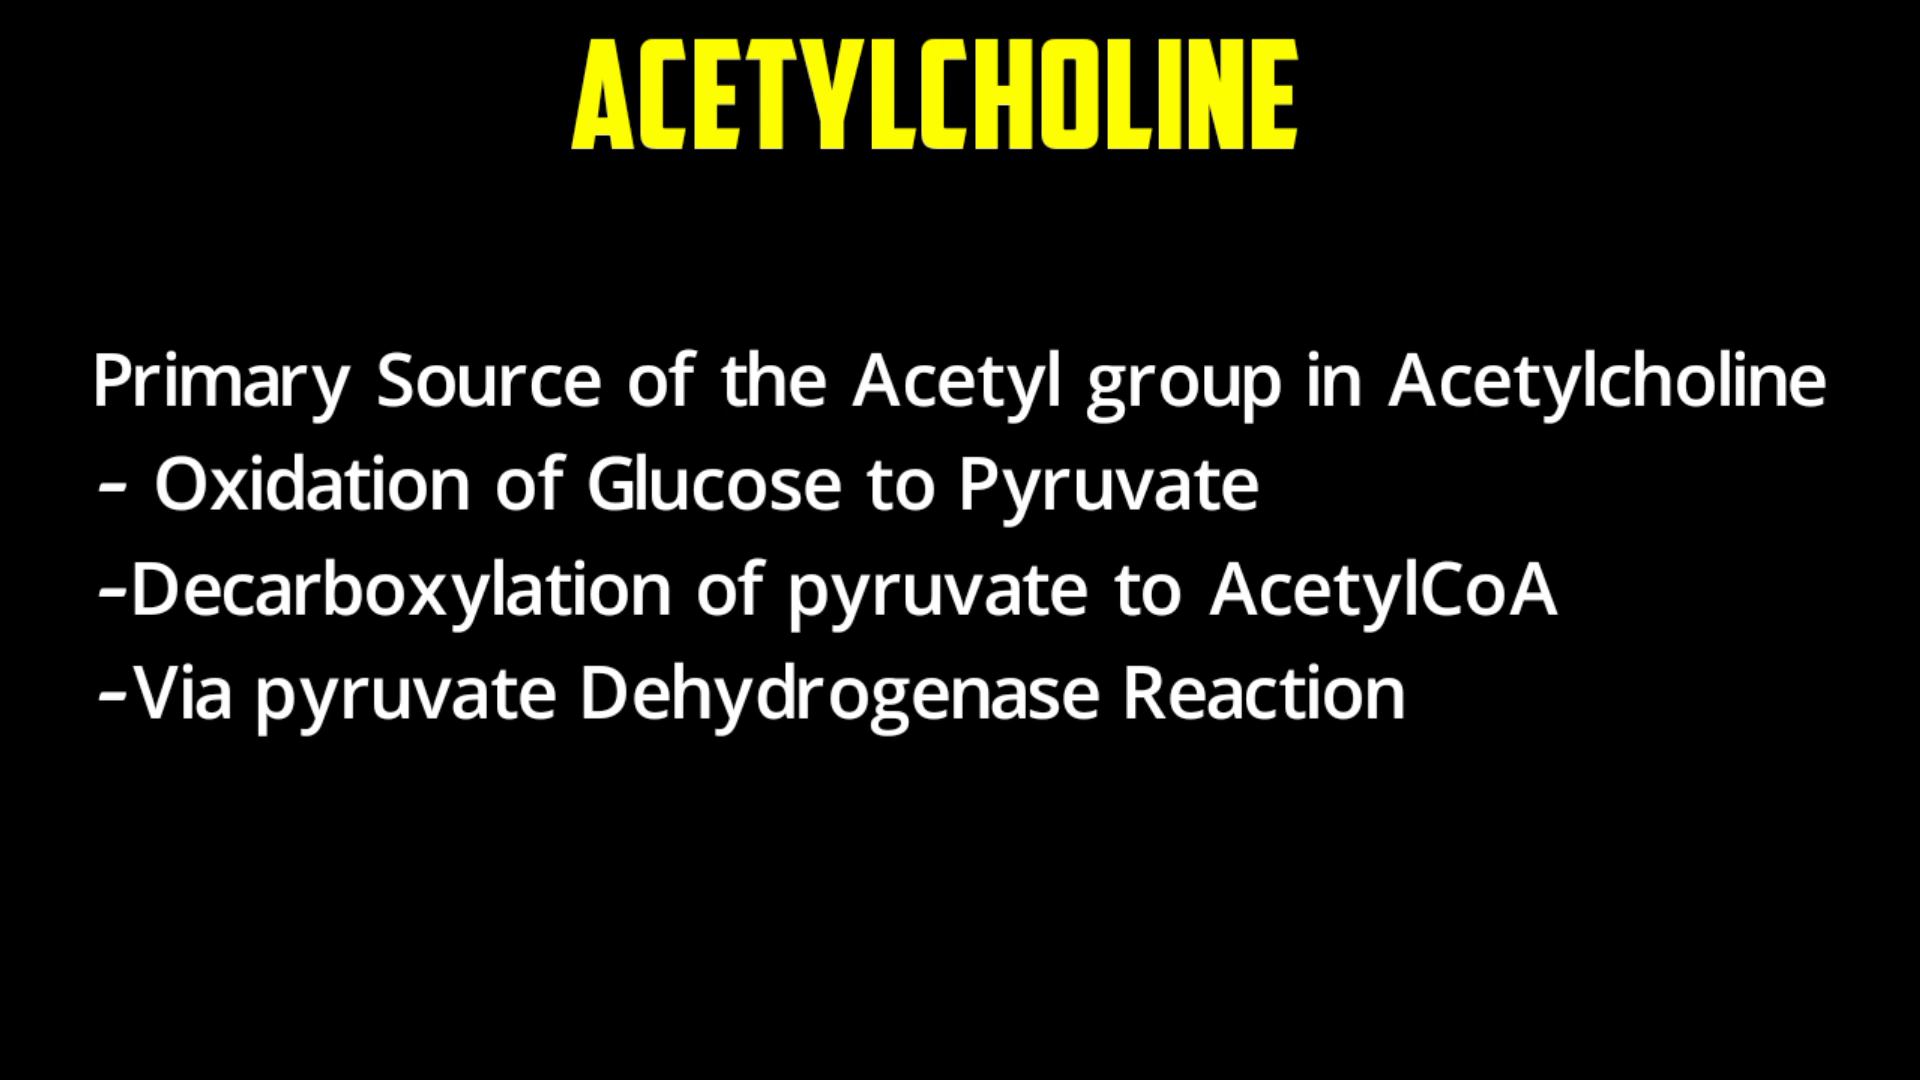 ACETYLCHOLINE
Primary Source of the Acetyl group in Acetylcholine
- Oxidation of Glucose to Pyruvate
-Decarboxylation of pyruvate to AcetylCoA
-Via pyruvate Dehydrogenase Reaction